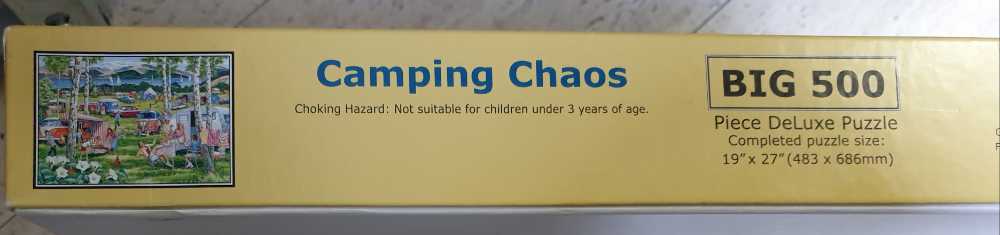 Camping Chaos
Choking Hazard: Not suitable for children under 3 years of age.
BIG 500
Piece DeLuxe Puzzle
Completed puzzle size:
19” x 27” (483 x 686mm)